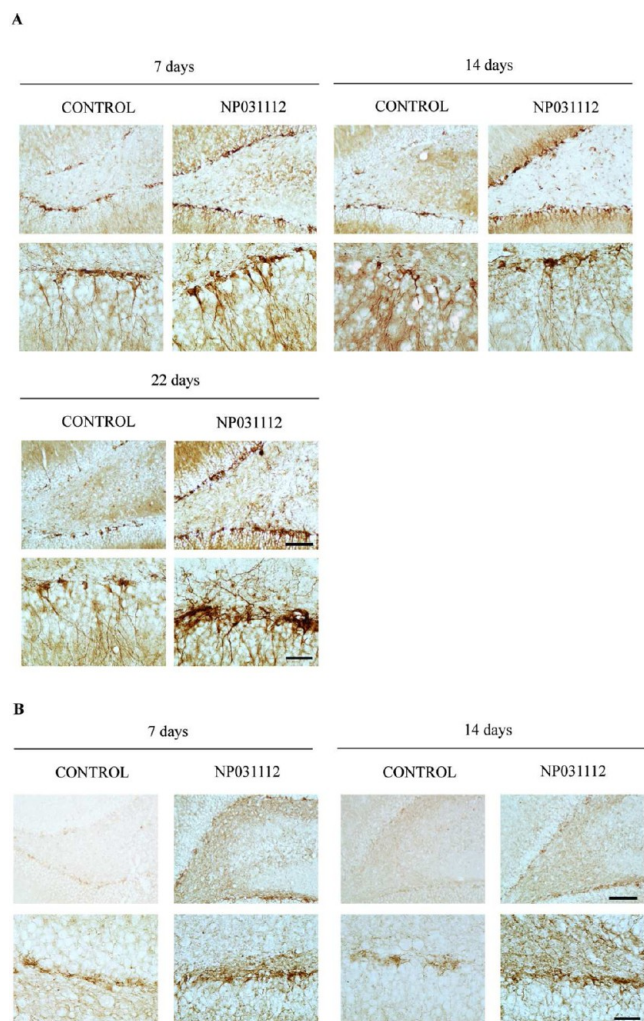 A
7 days
14 days
CONTROL
NP031112
CONTROL
NP031112
22 days
CONTROL
NP031112
B
7 days
14 days
CONTROL
NP031112
CONTROL
NP031112